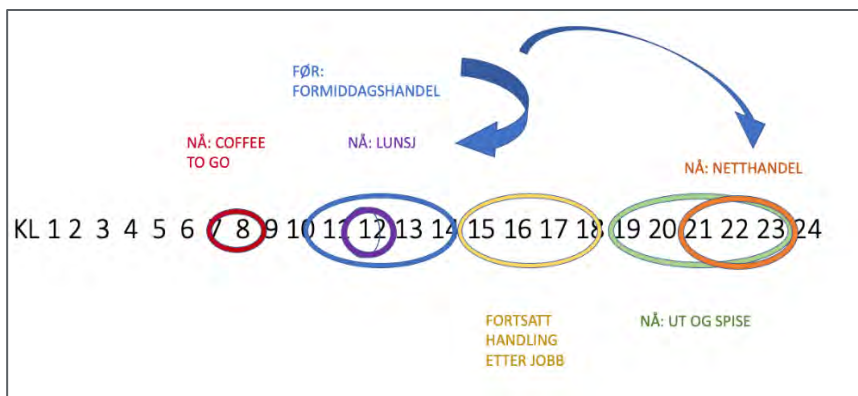 FØR:
FORMIDDAGSHANDEL
NÅ: COFFEE
TO GO
NÅ: LUNSJ
NÅ: NETTHANDEL
KL 1 2 3 4 5 6 7 8 9 10 11 12 13 14 15 16 17 18 19 20 21 22 23 24
FORTSATT
HANDLING
ETTER JOBB
NÅ: UT OG SPISE